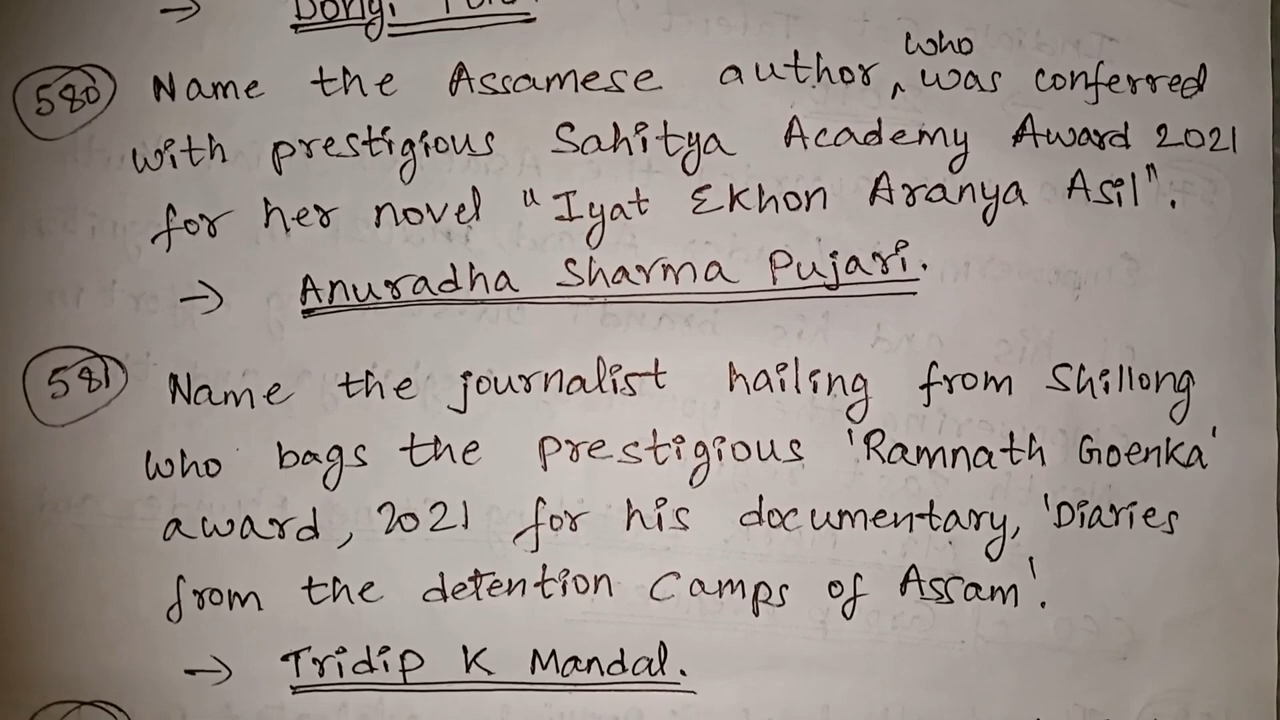 → Dongi
580 Name the Assamese author, who was conferred
with prestigious Sahitya Academy Award 2021
for her novel "Iyat Ekhon Aranya Asil".
→ Anuradha Sharma Pujari.
581 Name the journalist hailing from Shillong
who bags the prestigious 'Ramnath Goenka'
award, 2021 for his documentary, 'Diaries
from the detention Camps of Assam'.
→ Tridip K Mandal.